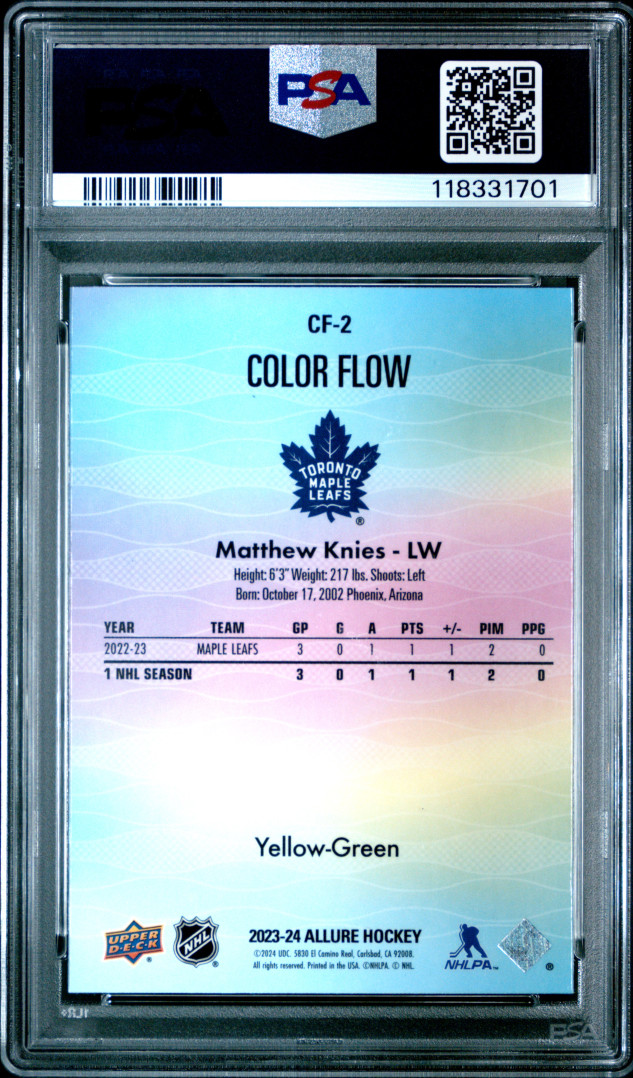 PSA
118331701
CF-2
COLOR FLOW
TORONTO
MAPLE
LEAFS
®
Matthew Knies - LW
Height: 6'3" Weight: 217 lbs. Shoots: Left
Born: October 17, 2002 Phoenix, Arizona
YEAR TEAM GP G A PTS +/- PIM PPG
2022-23 MAPLE LEAFS 3 0 1 1 1 2 0
1 NHL SEASON 3 0 1 1 1 2 0
Yellow-Green
UPPER
DECK
®
NHL
®
2023-24 ALLURE HOCKEY
©2024 UDC. 5830 El Camino Real, Carlsbad, CA 92008.
All rights reserved. Printed in the USA. ©NHLPA. © NHL.
NHLPA™
®
PSA